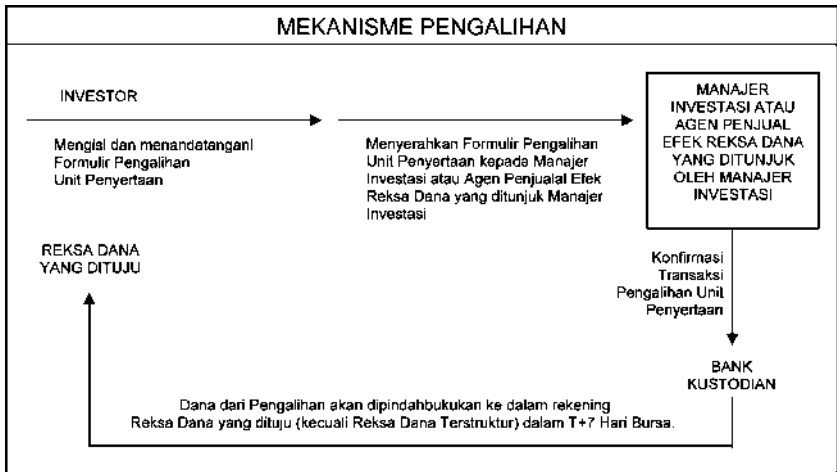 MEKANISME PENGALIHAN
INVESTOR
Mengisi dan menandatangani
Formulir Pengalihan
Unit Penyertaan
Menyerahkan Formulir Pengalihan
Unit Penyertaan kepada Manajer
Investasi atau Agen Penjualal Efek
Reksa Dana yang ditunjuk Manajer
Investasi
MANAJER
INVESTASI ATAU
AGEN PENJUAL
EFEK REKSA DANA
YANG DITUNJUK
OLEH MANAJER
INVESTASI
Konfirmasi
Transaksi
Pengalihan Unit
Penyertaan
BANK
KUSTODIAN
Dana dari Pengalihan akan dipindahbukukan ke dalam rekening
Reksa Dana yang dituju (kecuali Reksa Dana Terstruktur) dalam T+7 Hari Bursa.
REKSA DANA
YANG DITUJU